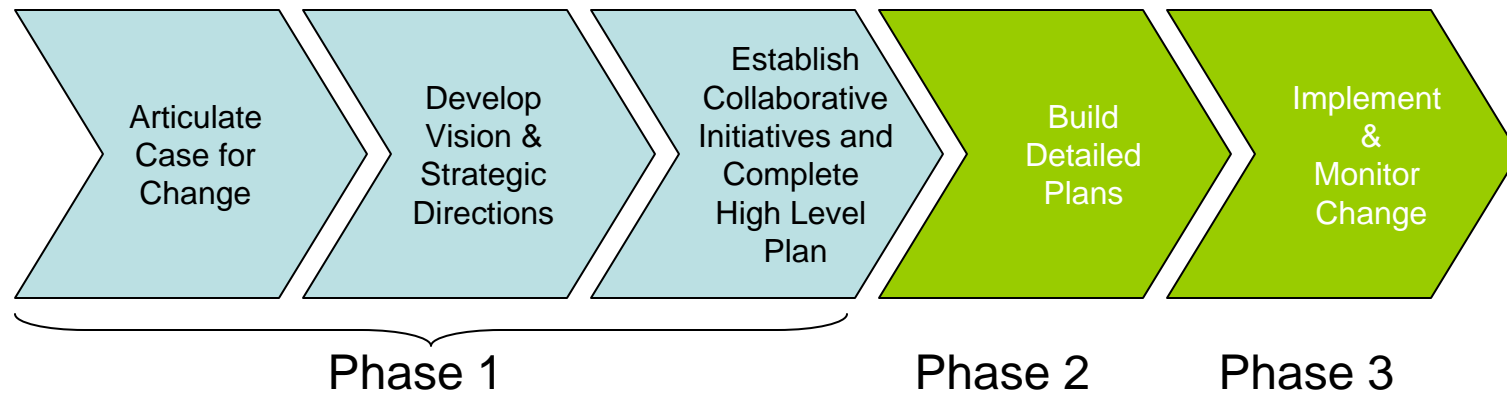 Articulate
Case for
Change
Develop
Vision &
Strategic
Directions
Establish
Collaborative
Initiatives and
Complete
High Level
Plan
Build
Detailed
Plans
Implement
&
Monitor
Change
Phase 1
Phase 2
Phase 3